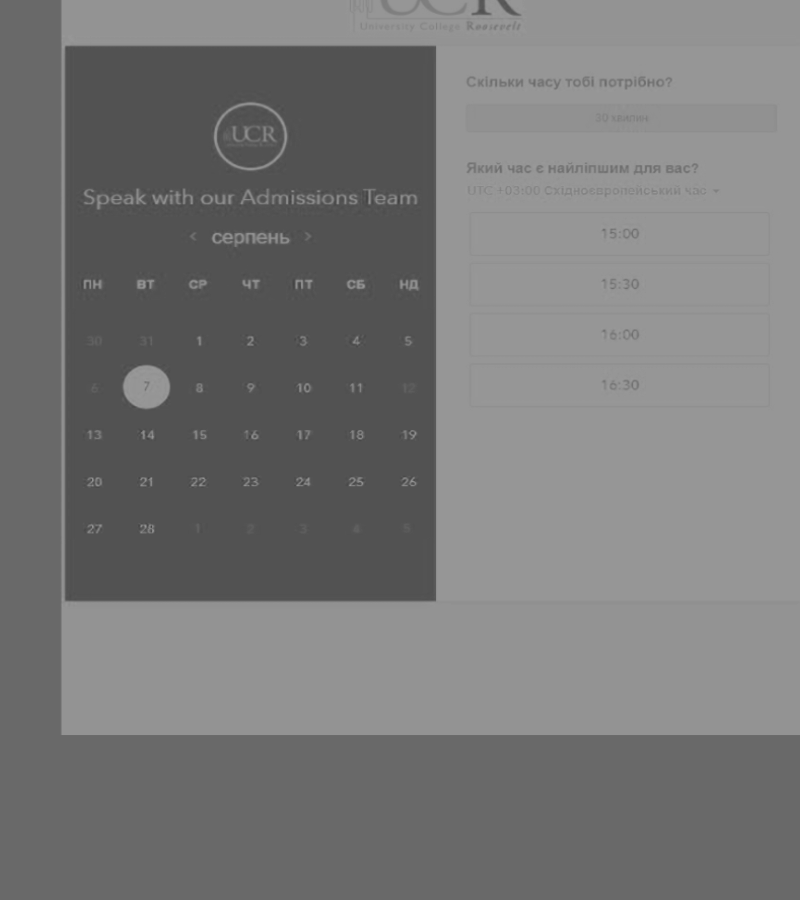 UCR
University College Roosevelt
UCR
Speak with our Admissions Team
< серпень >
ПН ВТ СР ЧТ ПТ СБ НД
30 31 1 2 3 4 5
6 7 8 9 10 11 12
13 14 15 16 17 18 19
20 21 22 23 24 25 26
27 28 1 2 3 4 5
Скільки часу тобі потрібно?
30 хвилин
Який час є найліпшим для вас?
UTC +03:00 Східноєвропейський час
15:00
15:30
16:00
16:30